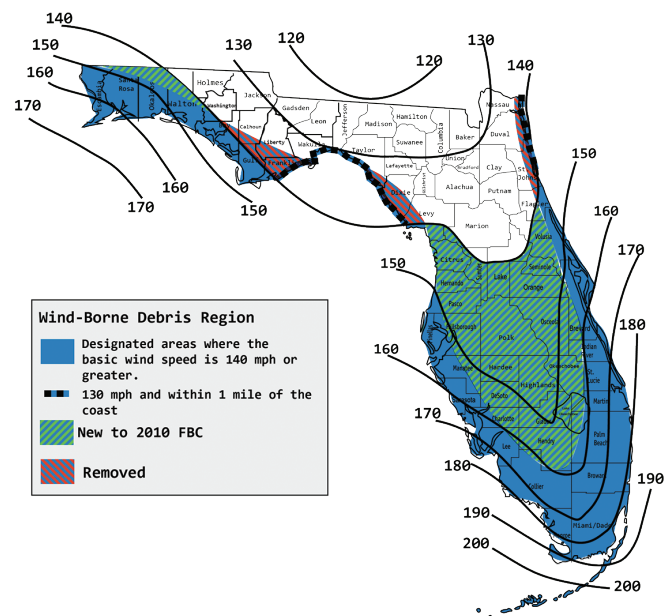 140
150
130
120
120
130
140
160
170
Holmes
Jackson
Santa
Rosa
Okaloosa
Walton
Washington
Gadsden
Leon
Jefferson
Madison
Hamilton
Columbia
Nassau
Baker
Duval
Calhoun
Liberty
Wakulla
Taylor
Suwanee
Lafayette
Union
Bradford
Clay
St.
Johns
Gulf
Franklin
Dixie
Gilchrist
Alachua
Putnam
Flagler
Levy
Marion
Volusia
150
160
170
180
160
170
150
150
160
170
180
190
190
200
200
Citrus
Sumter
Lake
Seminole
Orange
Hernando
Pasco
Hillsborough
Polk
Osceola
Brevard
Indian
River
Okeechobee
St.
Lucie
Manatee
Hardee
Highlands
Sarasota
DeSoto
Martin
Charlotte
Glades
Lee
Hendry
Palm
Beach
Collier
Broward
Miami/Dade
Wind-Borne Debris Region
Designated areas where the
basic wind speed is 140 mph or
greater.
130 mph and within 1 mile of the
coast
New to 2010 FBC
Removed